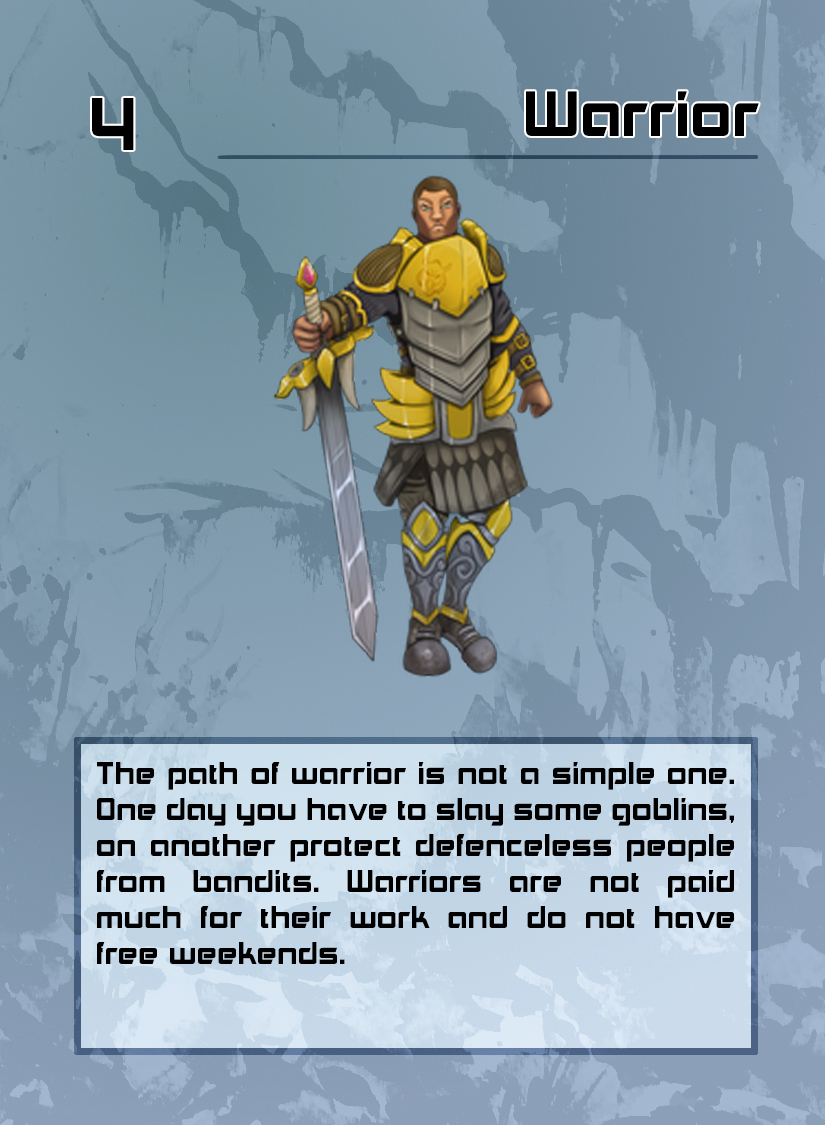 4
Warrior
The path of warrior is not a simple one.
One day you have to slay some goblins,
on another protect defenceless people
from bandits. Warriors are not paid
much for their work and do not have
free weekends.